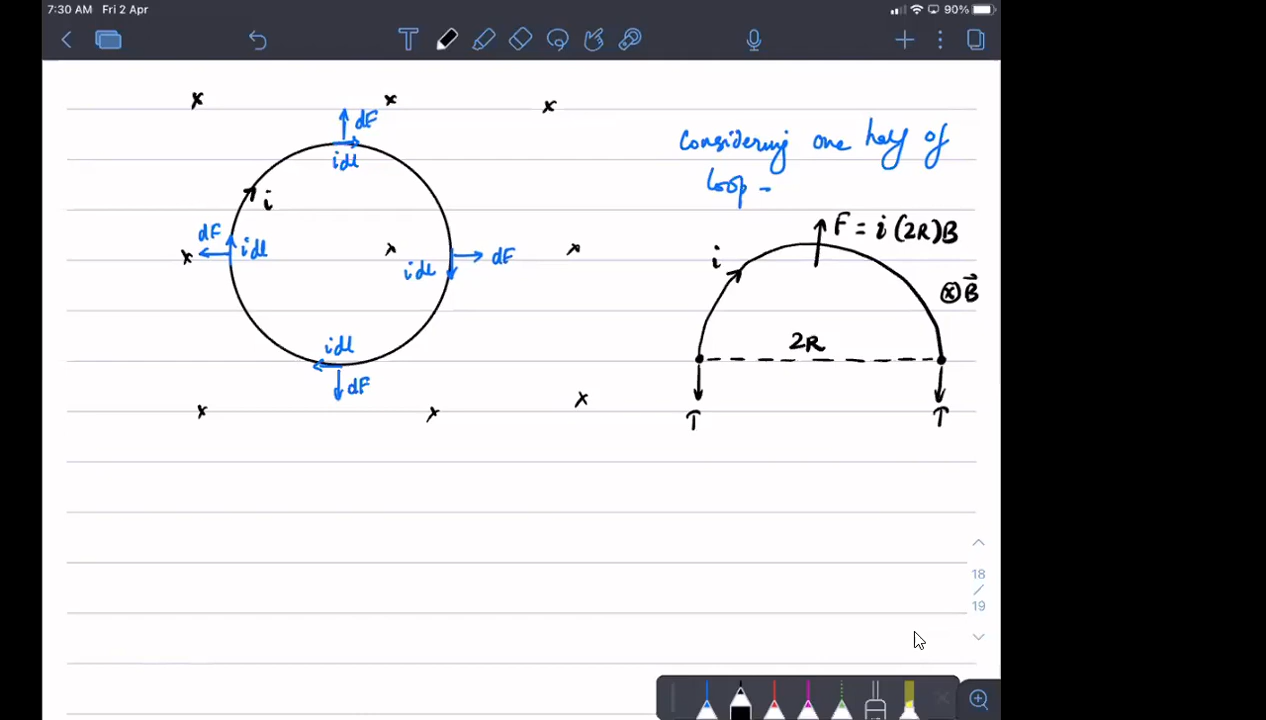 7:30 AM Fri 2 Apr
90%
T
x x x
dF
idl
Considering one half of
loop -
i
F = i(2R)B
dF
idl
x
x
idl
dF
x
i
⊗B⃗
2R
idl
dF
x x x
T T
18
/
19